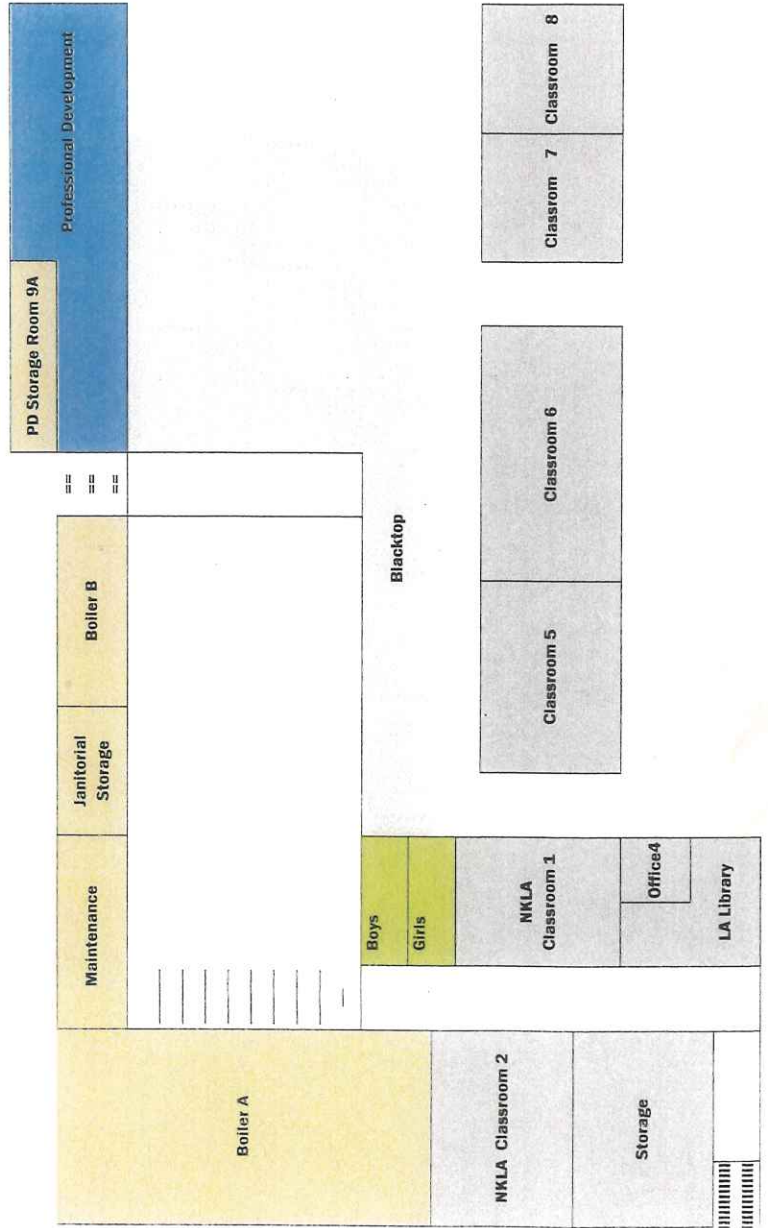 PD Storage Room 9A
Professional Development
Maintenance
Janitorial
Storage
Boiler B
Boiler A
Boys
Girls
Blacktop
NKLA Classroom 2
NKLA
Classroom 1
Classroom 5
Classroom 6
Classrom 7
Classroom 8
Storage
Office4
LA Library